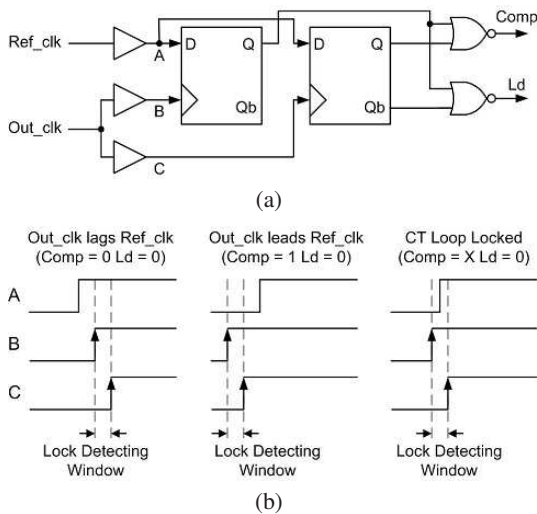 Ref_clk
A
D
Q
Qb
D
Q
Qb
Comp
Ld
Out_clk
B
C
(a)
Out_clk lags Ref_clk
(Comp = 0 Ld = 0)
Out_clk leads Ref_clk
(Comp = 1 Ld = 0)
CT Loop Locked
(Comp = X Ld = 0)
A
B
C
Lock Detecting
Window
Lock Detecting
Window
Lock Detecting
Window
(b)